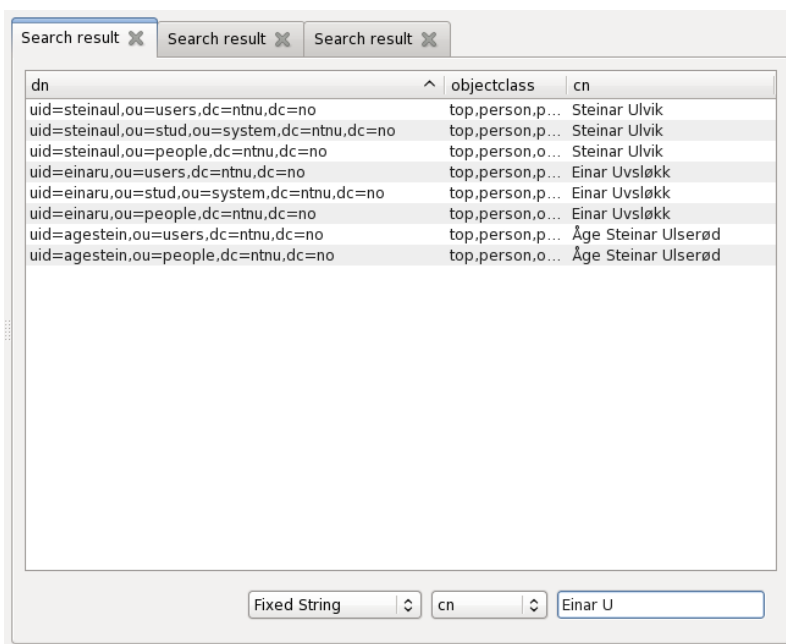 Search result Search result Search result
dn objectclass cn
uid=steinaul,ou=users,dc=ntnu,dc=no top,person,p... Steinar Ulvik
uid=steinaul,ou=stud,ou=system,dc=ntnu,dc=no top,person,p... Steinar Ulvik
uid=steinaul,ou=people,dc=ntnu,dc=no top,person,o... Steinar Ulvik
uid=einaru,ou=users,dc=ntnu,dc=no top,person,p... Einar Uvsløkk
uid=einaru,ou=stud,ou=system,dc=ntnu,dc=no top,person,p... Einar Uvsløkk
uid=einaru,ou=people,dc=ntnu,dc=no top,person,o... Einar Uvsløkk
uid=agestein,ou=users,dc=ntnu,dc=no top,person,p... Åge Steinar Ulserød
uid=agestein,ou=people,dc=ntnu,dc=no top,person,o... Åge Steinar Ulserød
Fixed String cn Einar U